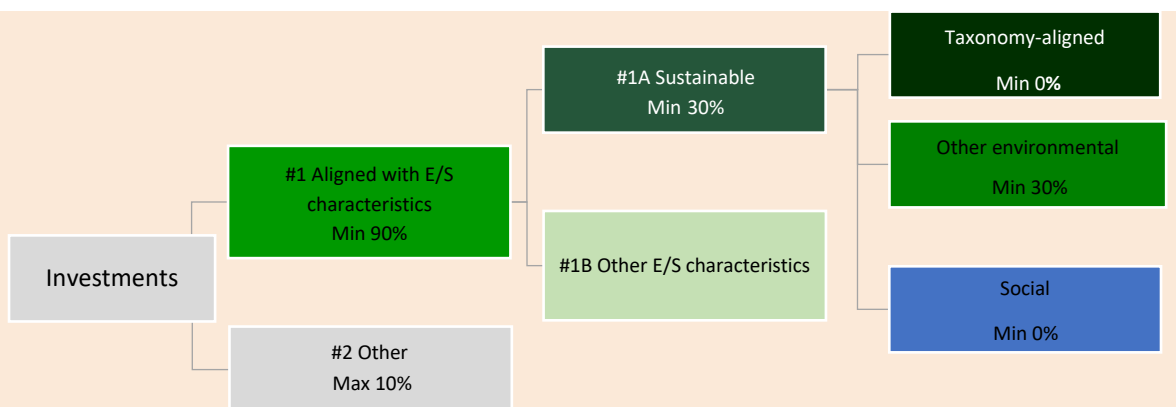 Investments
#1 Aligned with E/S
characteristics
Min 90%
#2 Other
Max 10%
#1A Sustainable
Min 30%
#1B Other E/S characteristics
Taxonomy-aligned
Min 0%
Other environmental
Min 30%
Social
Min 0%